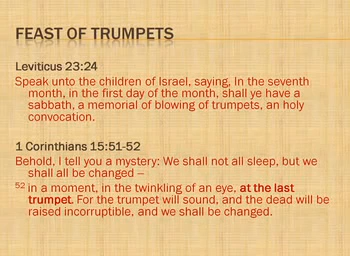 FEAST OF TRUMPETS
Leviticus 23:24
Speak unto the children of Israel, saying, In the seventh
month, in the first day of the month, shall ye have a
sabbath, a memorial of blowing of trumpets, an holy
convocation.
1 Corinthians 15:51-52
Behold, I tell you a mystery: We shall not all sleep, but we
shall all be changed –
52 in a moment, in the twinkling of an eye, at the last
trumpet. For the trumpet will sound, and the dead will be
raised incorruptible, and we shall be changed.